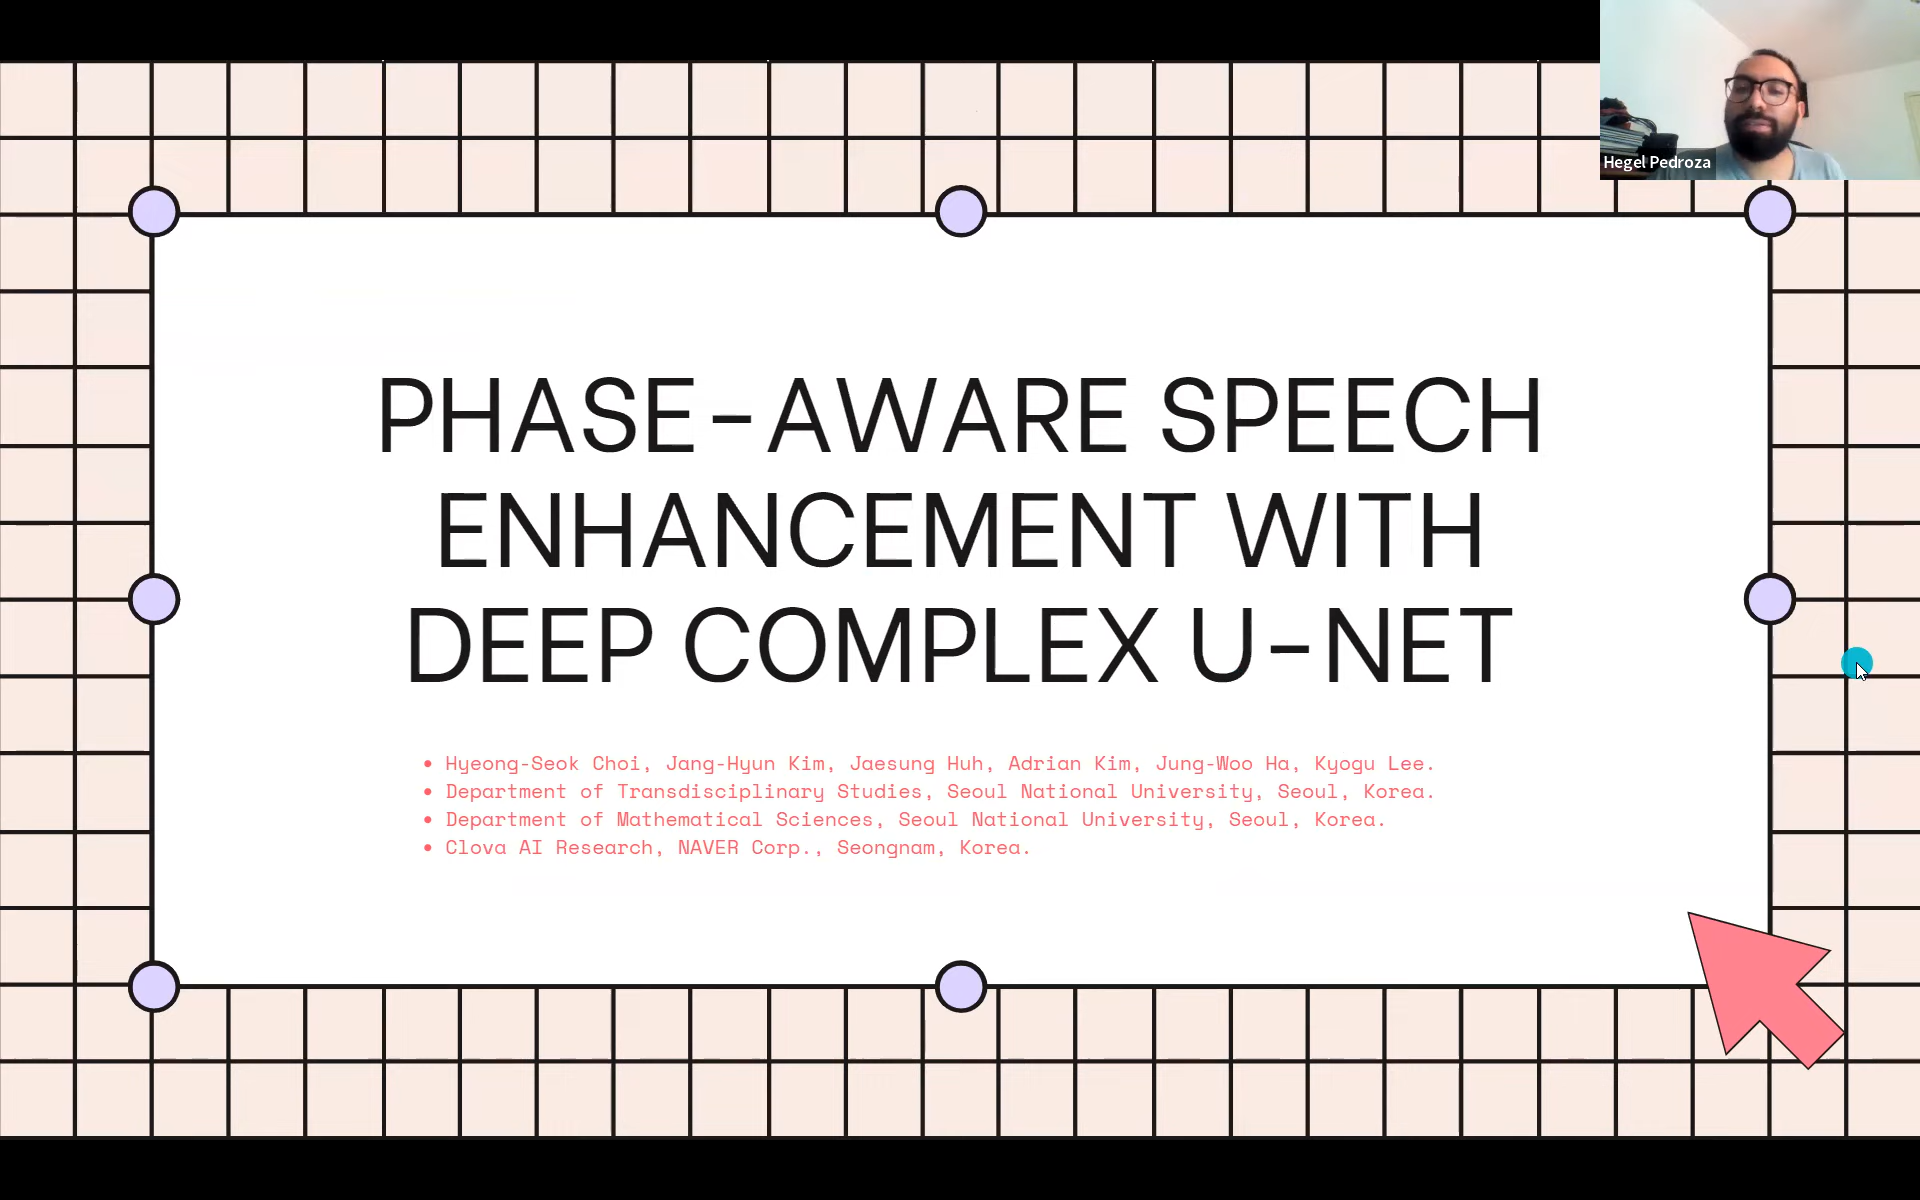 Hegel Pedroza
PHASE-AWARE SPEECH
ENHANCEMENT WITH
DEEP COMPLEX U-NET
• Hyeong-Seok Choi, Jang-Hyun Kim, Jaesung Huh, Adrian Kim, Jung-Woo Ha, Kyogu Lee.
• Department of Transdisciplinary Studies, Seoul National University, Seoul, Korea.
• Department of Mathematical Sciences, Seoul National University, Seoul, Korea.
• Clova AI Research, NAVER Corp., Seongnam, Korea.